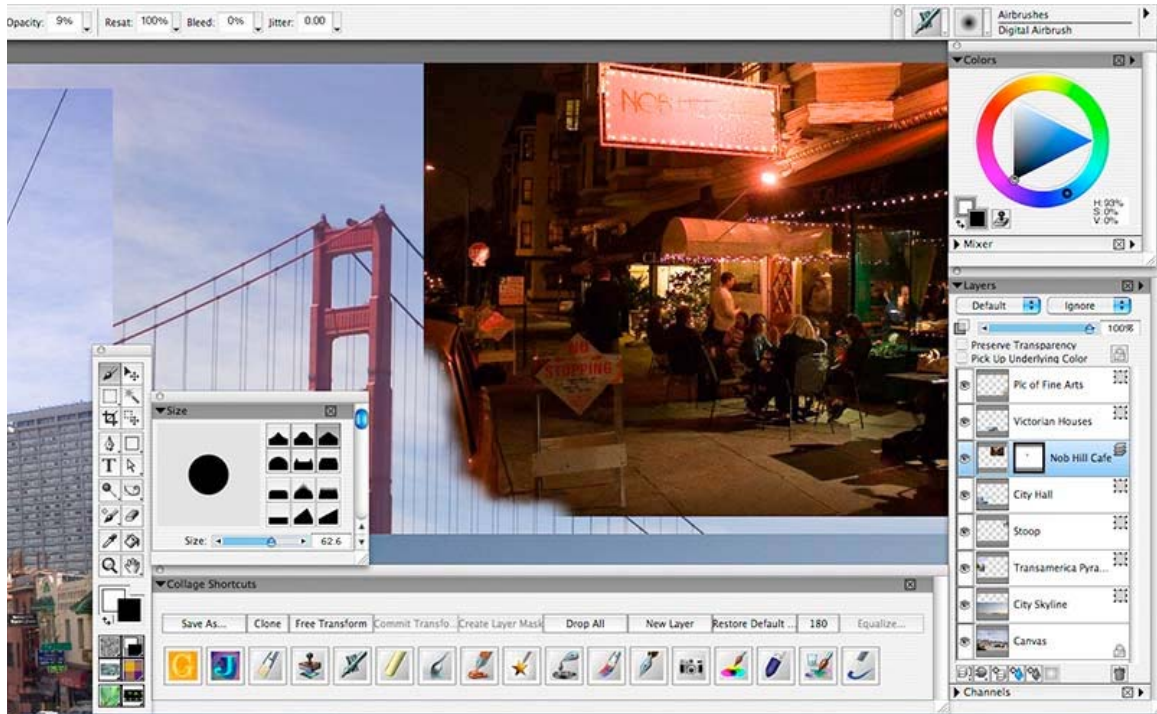 Opacity: 9% Resat: 100% Bleed: 0% Jitter: 0.00
Airbrushes
Digital Airbrush
Colors
H: 93%
S: 0%
V: 0%
Mixer
NOB HILL
NO
STOPPING
Layers
Default Ignore
100%
Preserve Transparency
Pick Up Underlying Color
Pic of Fine Arts
Victorian Houses
Nob Hill Cafe
City Hall
Stoop
Transamerica Pyra...
City Skyline
Canvas
Channels
Size
Size: 62.6
T
Collage Shortcuts
Save As... Clone Free Transform Commit Transfo... Create Layer Mask Drop All New Layer Restore Default ... 180 Equalize...
G J